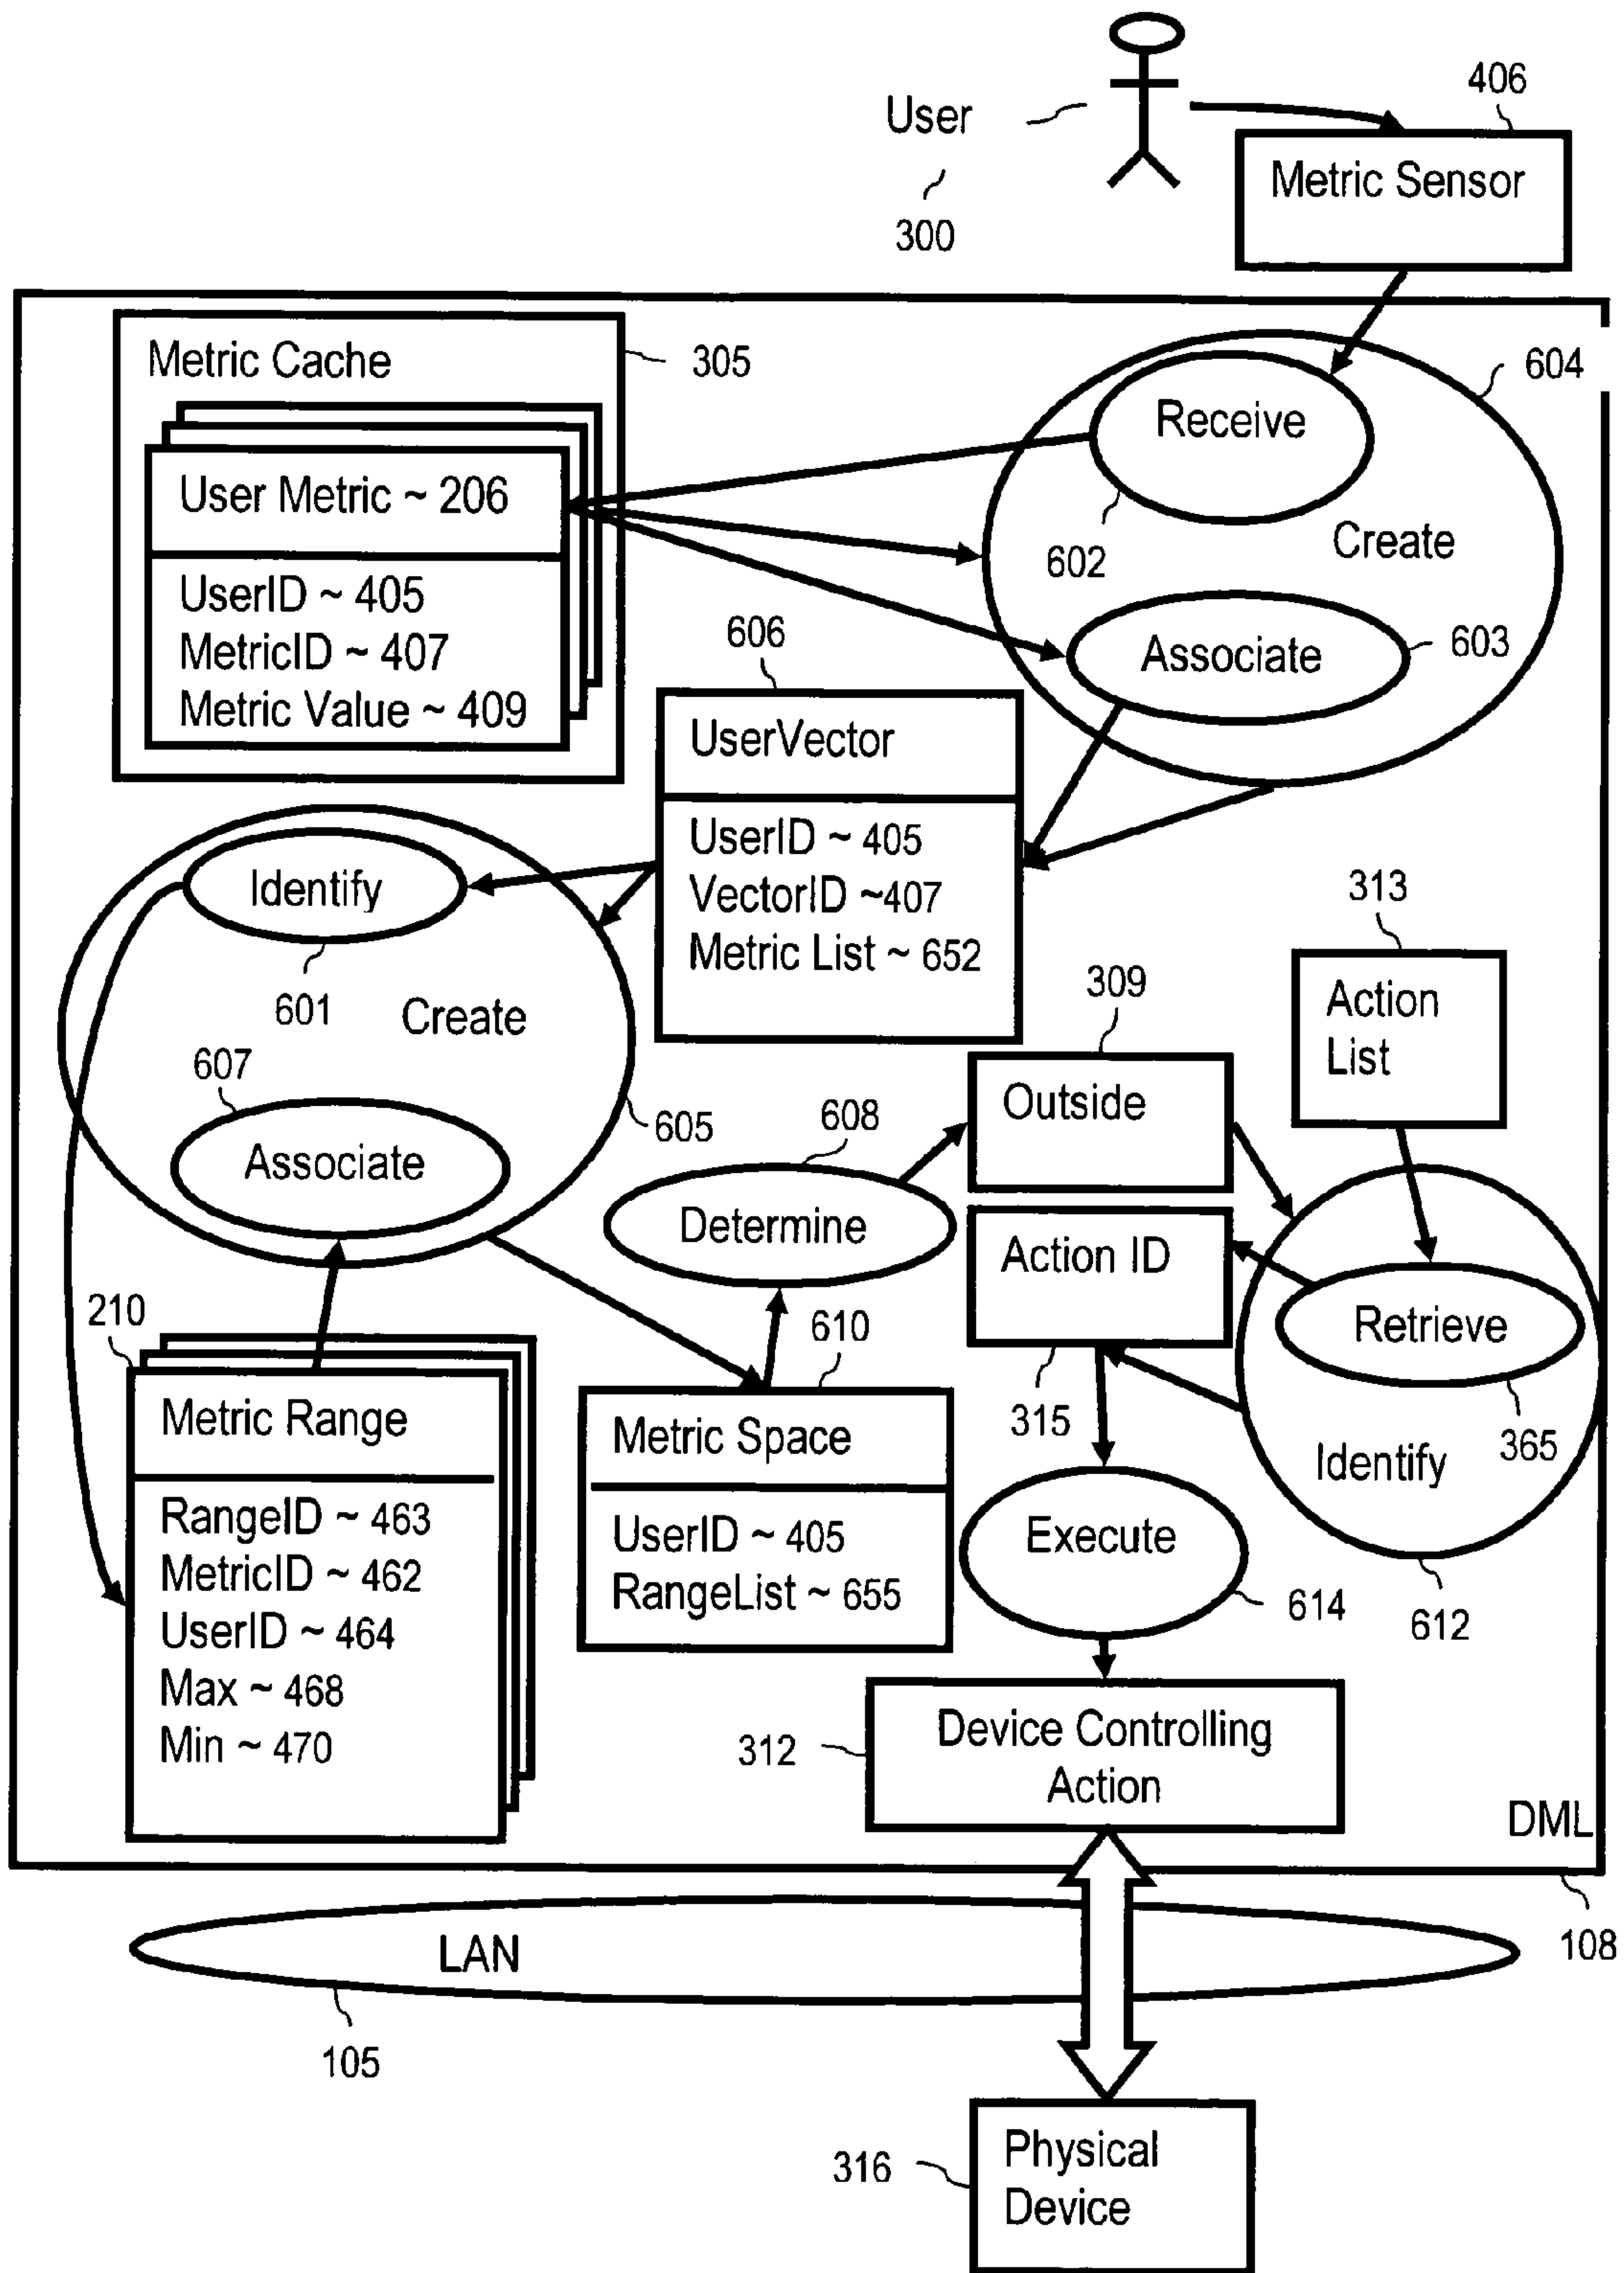 406
User
Metric Sensor
300
Metric Cache
305
604
Receive
User Metric ~ 206
Create
602
UserID ~ 405
MetricID ~ 407
Metric Value ~ 409
606
Associate
603
UserVector
UserID ~ 405
VectorID ~407
Metric List ~ 652
Identify
601
Create
313
309
Action
List
607
605
608
Outside
Associate
Determine
Action ID
210
610
Retrieve
Metric Range
315
365
Metric Space
Identify
RangeID ~ 463
MetricID ~ 462
UserID ~ 464
Max ~ 468
Min ~ 470
UserID ~ 405
RangeList ~ 655
Execute
614
612
312
Device Controlling
Action
DML
108
LAN
105
316
Physical
Device